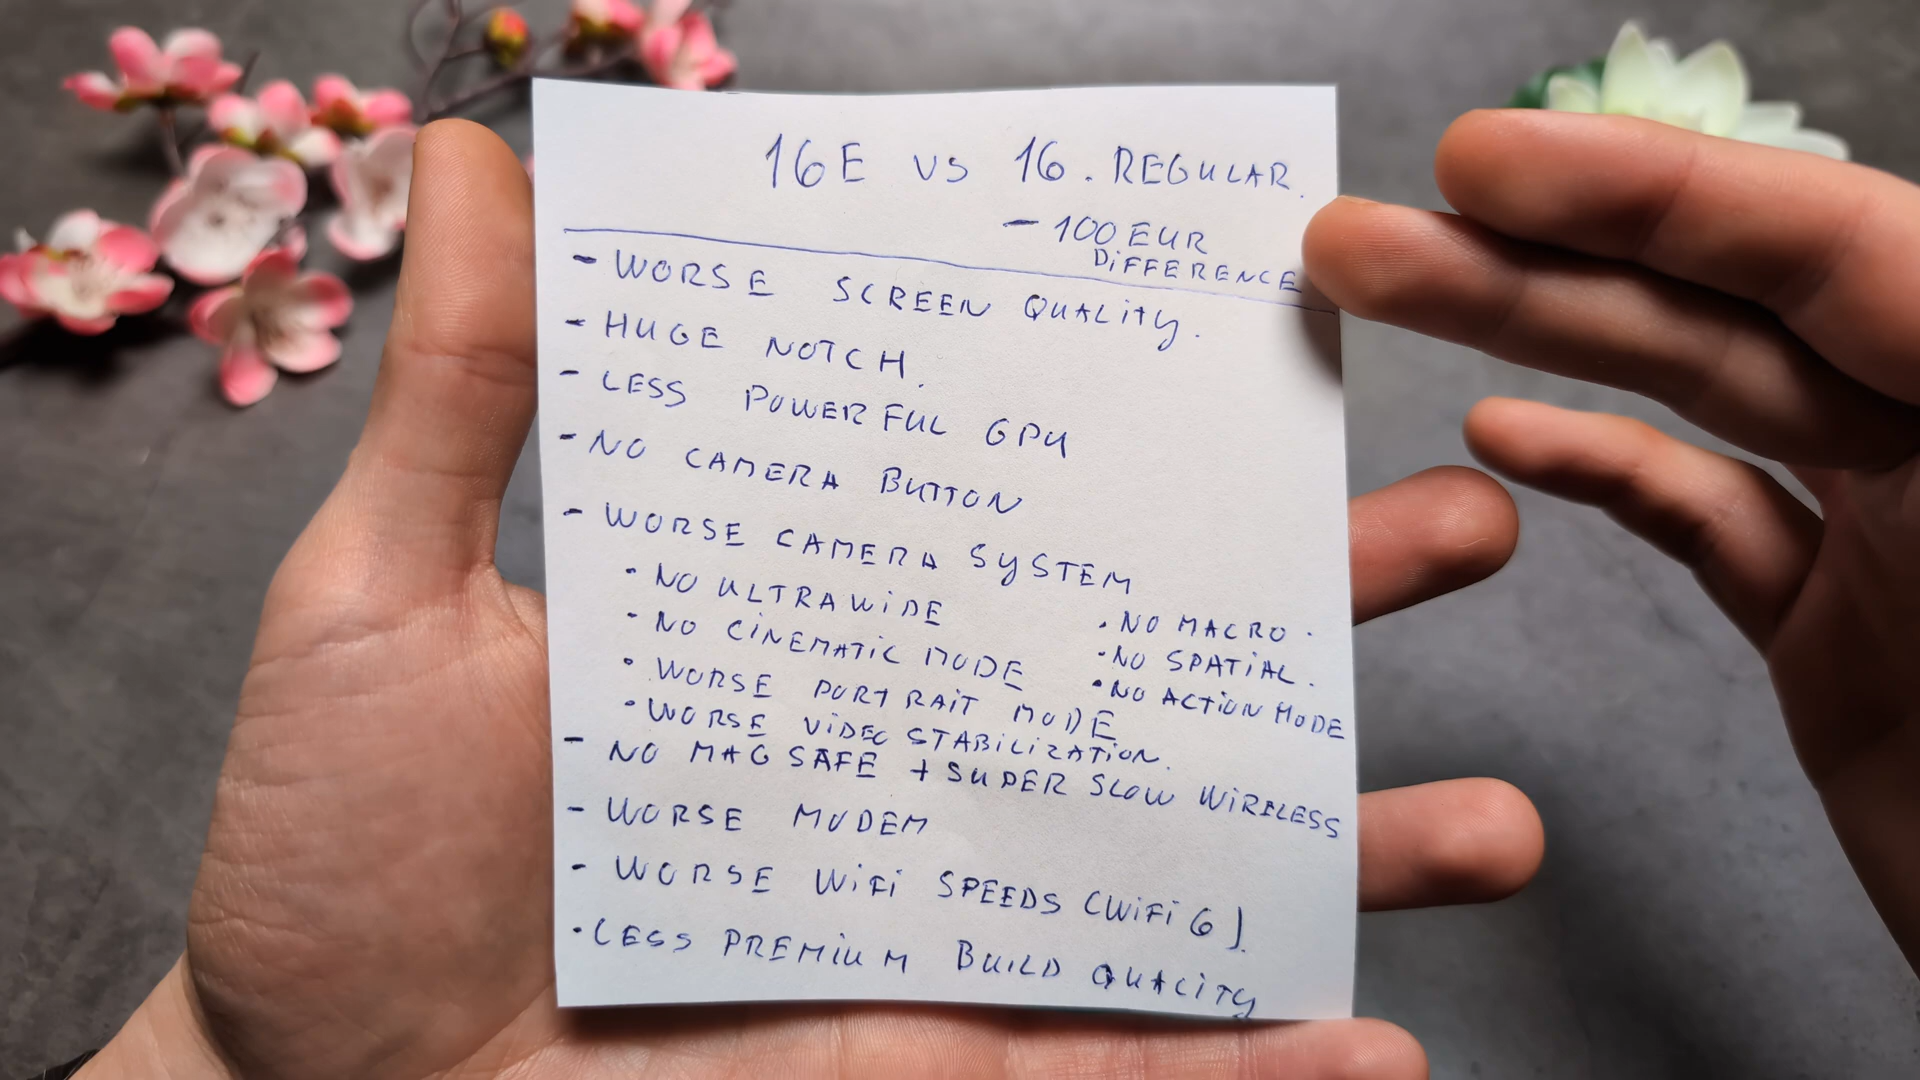 16E VS 16. REGULAR.
- 100 EUR
DIFFERENCE
- WORSE SCREEN QUALITY.
- HUGE NOTCH.
- LESS POWERFUL GPU
- NO CAMERA BUTTON
- WORSE CAMERA SYSTEM
• NO ULTRAWIDE
• NO CINEMATIC MODE
• WORSE PORTRAIT MODE
• WORSE VIDEO STABILIZATION.
• NO MACRO.
• NO SPATIAL.
• NO ACTION MODE
- NO MAGSAFE + SUPER SLOW WIRELESS
- WORSE MODEM
- WORSE WIFI SPEEDS (WIFI 6)
• LESS PREMIUM BUILD QUALITY